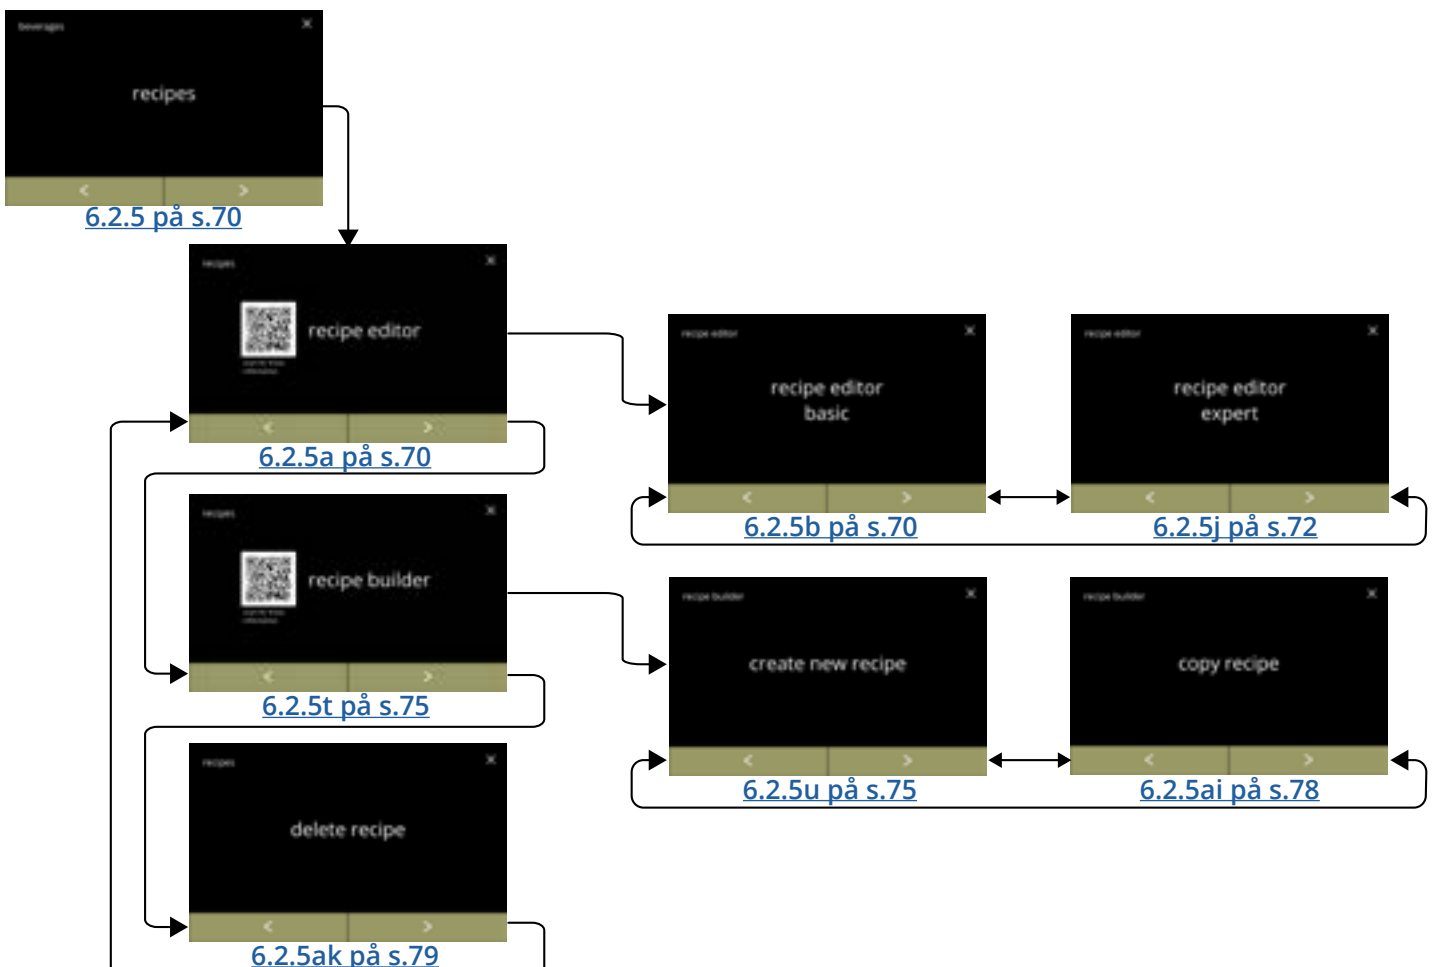 beverages
recipes
6.2.5 på s.70
recipes
recipe editor
6.2.5a på s.70
recipe editor
recipe editor
basic
6.2.5b på s.70
recipe editor
recipe editor
expert
6.2.5j på s.72
recipes
recipe builder
6.2.5t på s.75
recipe builder
create new recipe
6.2.5u på s.75
recipe builder
copy recipe
6.2.5ai på s.78
recipes
delete recipe
6.2.5ak på s.79